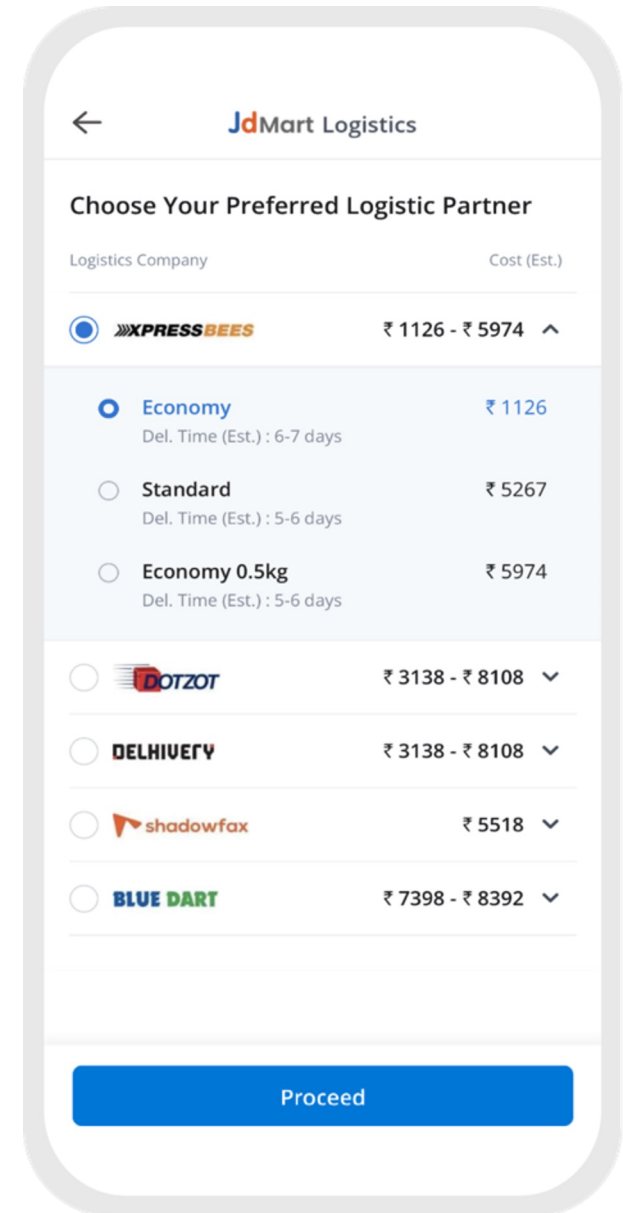 JdMart Logistics
Choose Your Preferred Logistic Partner
Logistics Company Cost (Est.)
XPRESSBEES ₹ 1126 - ₹ 5974
Economy ₹ 1126
Del. Time (Est.) : 6-7 days
Standard ₹ 5267
Del. Time (Est.) : 5-6 days
Economy 0.5kg ₹ 5974
Del. Time (Est.) : 5-6 days
DOTZOT ₹ 3138 - ₹ 8108
DELHIVERY ₹ 3138 - ₹ 8108
shadowfax ₹ 5518
BLUE DART ₹ 7398 - ₹ 8392
Proceed